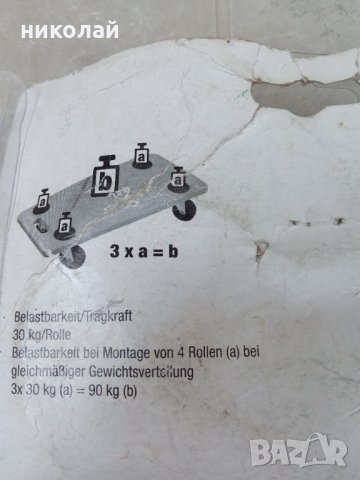 николай
b
a
a
a
a
3 x a = b
Belastbarkeit/Tragkraft
30 kg/Rolle
Belastbarkeit bei Montage von 4 Rollen (a) bei
gleichmäßiger Gewichtsverteilung
3x 30 kg (a) = 90 kg (b)
BAZAR